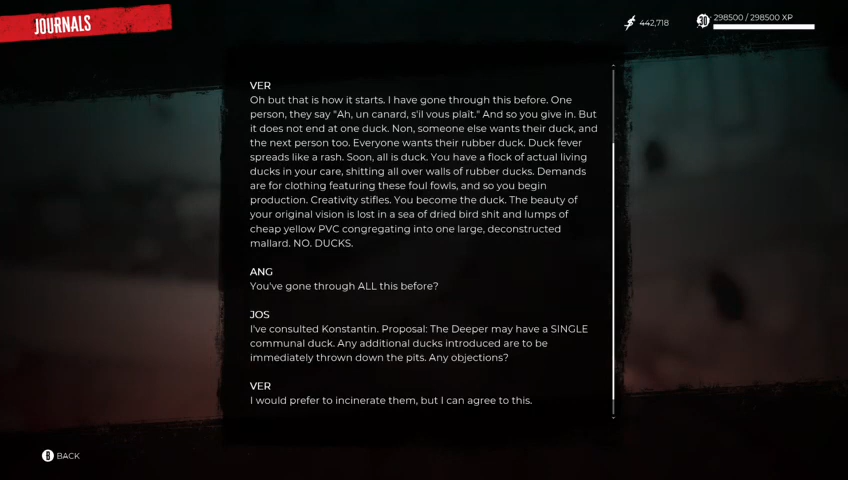 JOURNALS
442,718
30
298500 / 298500 XP
VER
Oh but that is how it starts. I have gone through this before. One
person, they say "Ah, un canard, s'il vous plaît." And so you give in. But
it does not end at one duck. Non, someone else wants their duck, and
the next person too. Everyone wants their rubber duck. Duck fever
spreads like a rash. Soon, all is duck. You have a flock of actual living
ducks in your care, shitting all over walls of rubber ducks. Demands
are for clothing featuring these foul fowls, and so you begin
production. Creativity stifles. You become the duck. The beauty of
your original vision is lost in a sea of dried bird shit and lumps of
cheap yellow PVC congregating into one large, deconstructed
mallard. NO. DUCKS.
ANG
You've gone through ALL this before?
JOS
I've consulted Konstantin. Proposal: The Deeper may have a SINGLE
communal duck. Any additional ducks introduced are to be
immediately thrown down the pits. Any objections?
VER
I would prefer to incinerate them, but I can agree to this.
B BACK